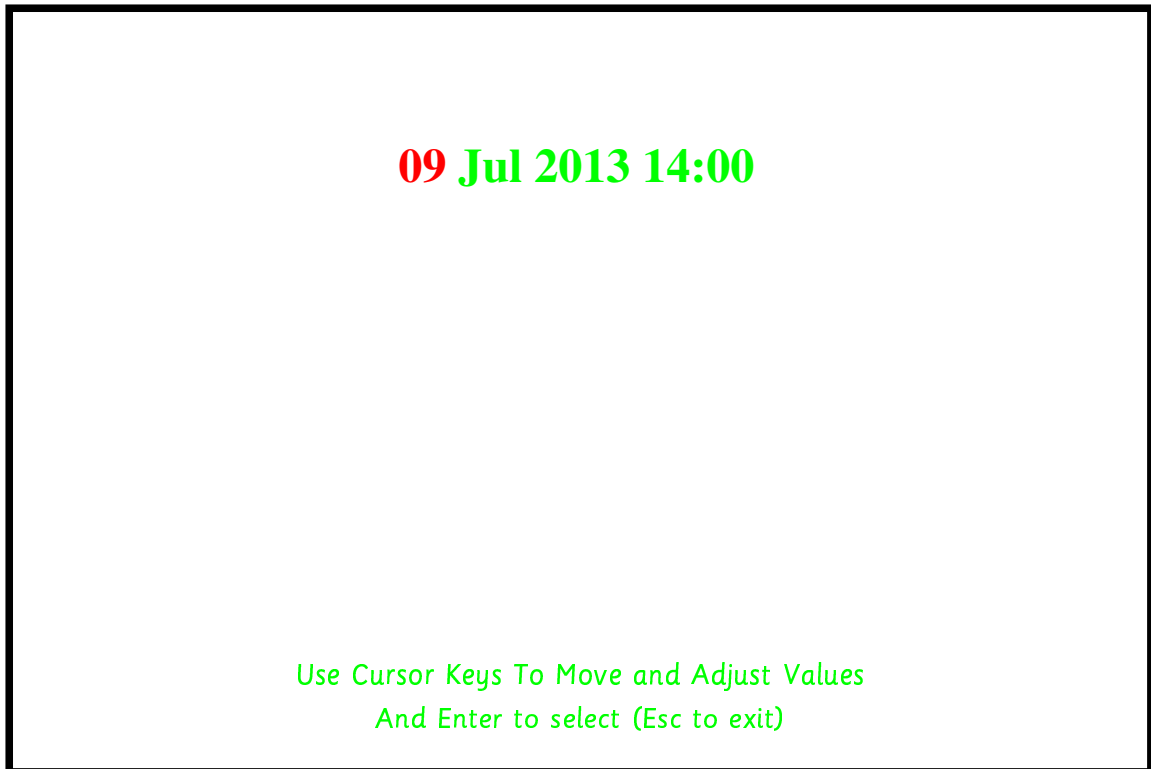 09 Jul 2013 14:00
Use Cursor Keys To Move and Adjust Values
And Enter to select (Esc to exit)